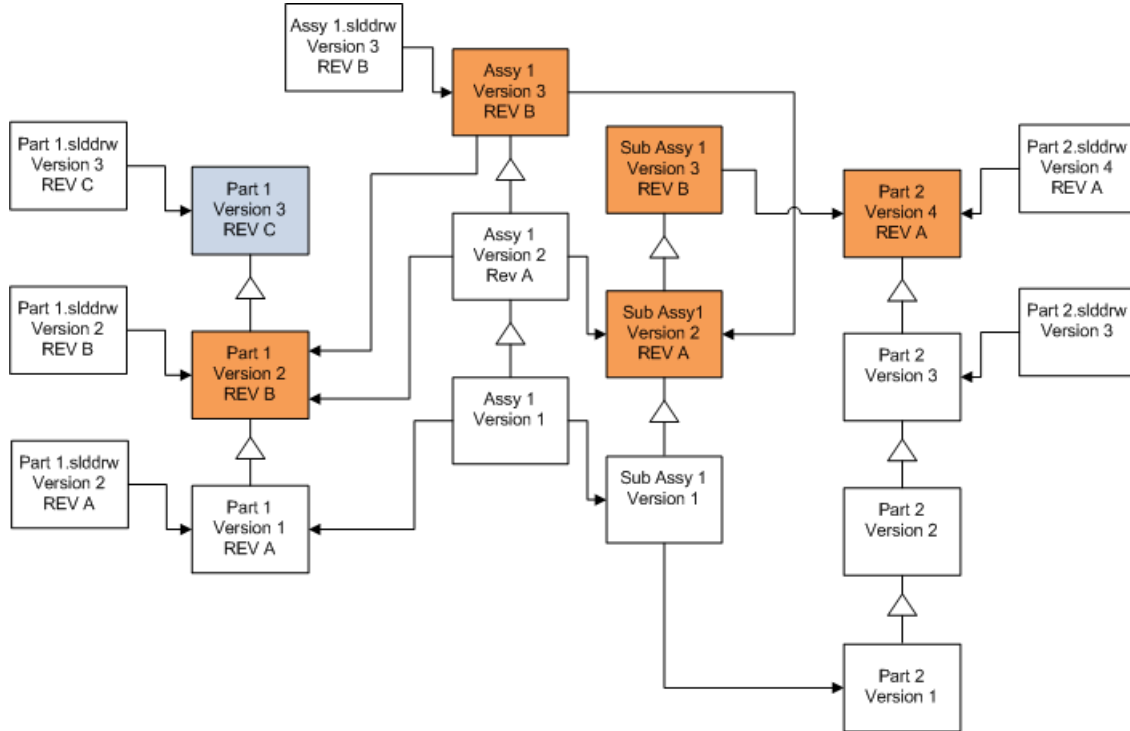 Assy 1.slddrw
Version 3
REV B
Assy 1
Version 3
REV B
Part 1.slddrw
Version 3
REV C
Part 1
Version 3
REV C
Sub Assy 1
Version 3
REV B
Part 2
Version 4
REV A
Part 2.slddrw
Version 4
REV A
Assy 1
Version 2
Rev A
Part 1.slddrw
Version 2
REV B
Part 1
Version 2
REV B
Sub Assy1
Version 2
REV A
Part 2
Version 3
Part 2.slddrw
Version 3
Assy 1
Version 1
Part 1.slddrw
Version 2
REV A
Part 1
Version 1
REV A
Sub Assy 1
Version 1
Part 2
Version 2
Part 2
Version 1